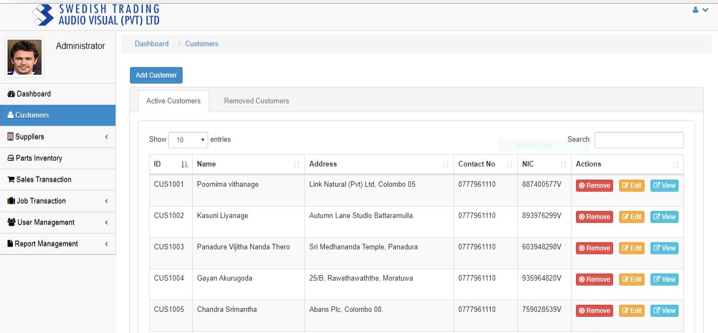 SWEDISH TRADING
AUDIO VISUAL (PVT) LTD
Administrator
Dashboard / Customers
Add Customer
Dashboard
Customers
Suppliers
Parts Inventory
Sales Transaction
Job Transaction
User Management
Report Management
Active Customers Removed Customers
Show 10 entries Search:
ID Name Address Contact No NIC Actions
CUS1001 Poornima vithanage Link Natural (Pvt) Ltd, Colombo 05 0777961110 887400577V Remove Edit View
CUS1002 Kasuni Liyanage Autumn Lane Studio Battaramulla. 0777961110 893976299V Remove Edit View
CUS1003 Panadure Vijitha Nanda Thero Sri Medhananda Temple, Panadura 0777961110 603948298V Remove Edit View
CUS1004 Gayan Akurugoda 25/B, Rawathawaththe, Moratuwa 0777961110 935964820V Remove Edit View
CUS1005 Chandra Srimantha Abans Plc, Colombo 08. 0777961110 759028539V Remove Edit View